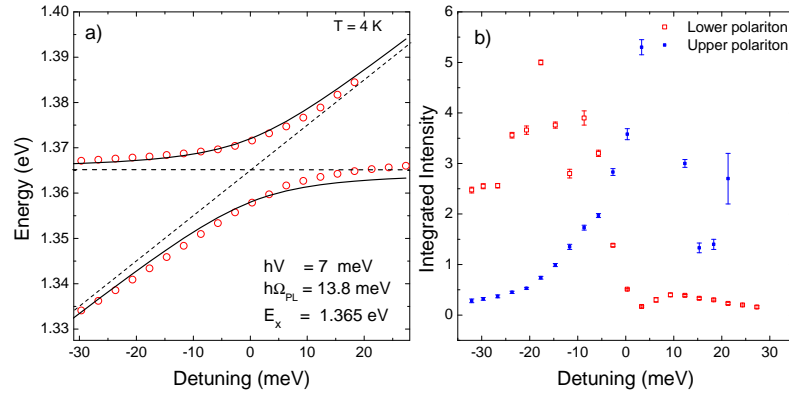 a)
T = 4 K
1.40
1.39
1.38
1.37
1.36
1.35
1.34
1.33
Energy (eV)
hV = 7 meV
hΩ_PL = 13.8 meV
E_x = 1.365 eV
-30 -20 -10 0 10 20
Detuning (meV)
b)
Lower polariton
Upper polariton
6
5
4
3
2
1
0
Integrated Intensity
-30 -20 -10 0 10 20 30
Detuning (meV)